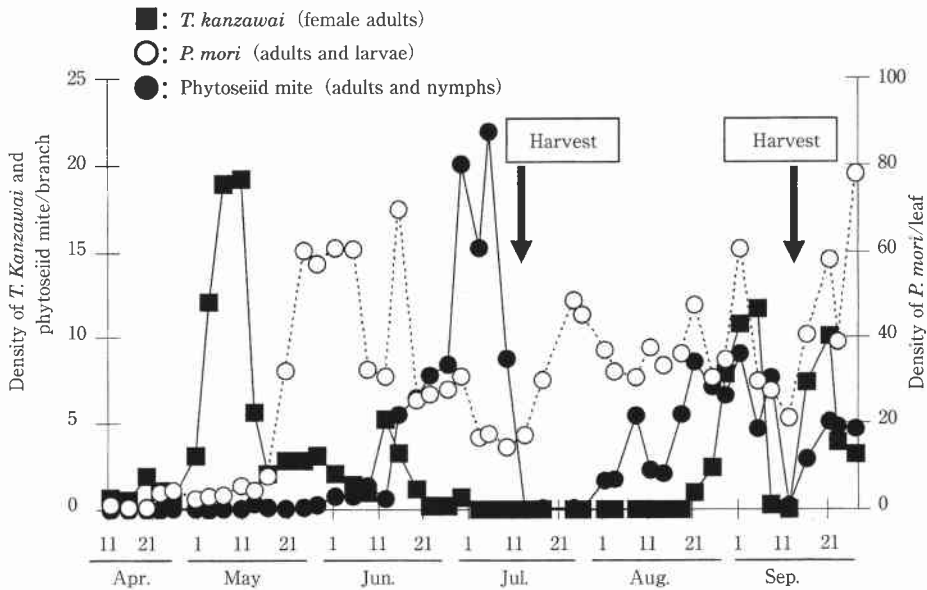 ■: T. kanzawai (female adults)
○: P. mori (adults and larvae)
●: Phytoseiid mite (adults and nymphs)
Density of T. Kanzawai and
phytoseiid mite/branch
25
20
15
10
5
0
Harvest
Harvest
100
80
60
40
20
0
Density of P. mori/leaf
11 21 1 11 21 1 11 21 1 11 21 1 11 21 1 11 21
Apr. May Jun. Jul. Aug. Sep.